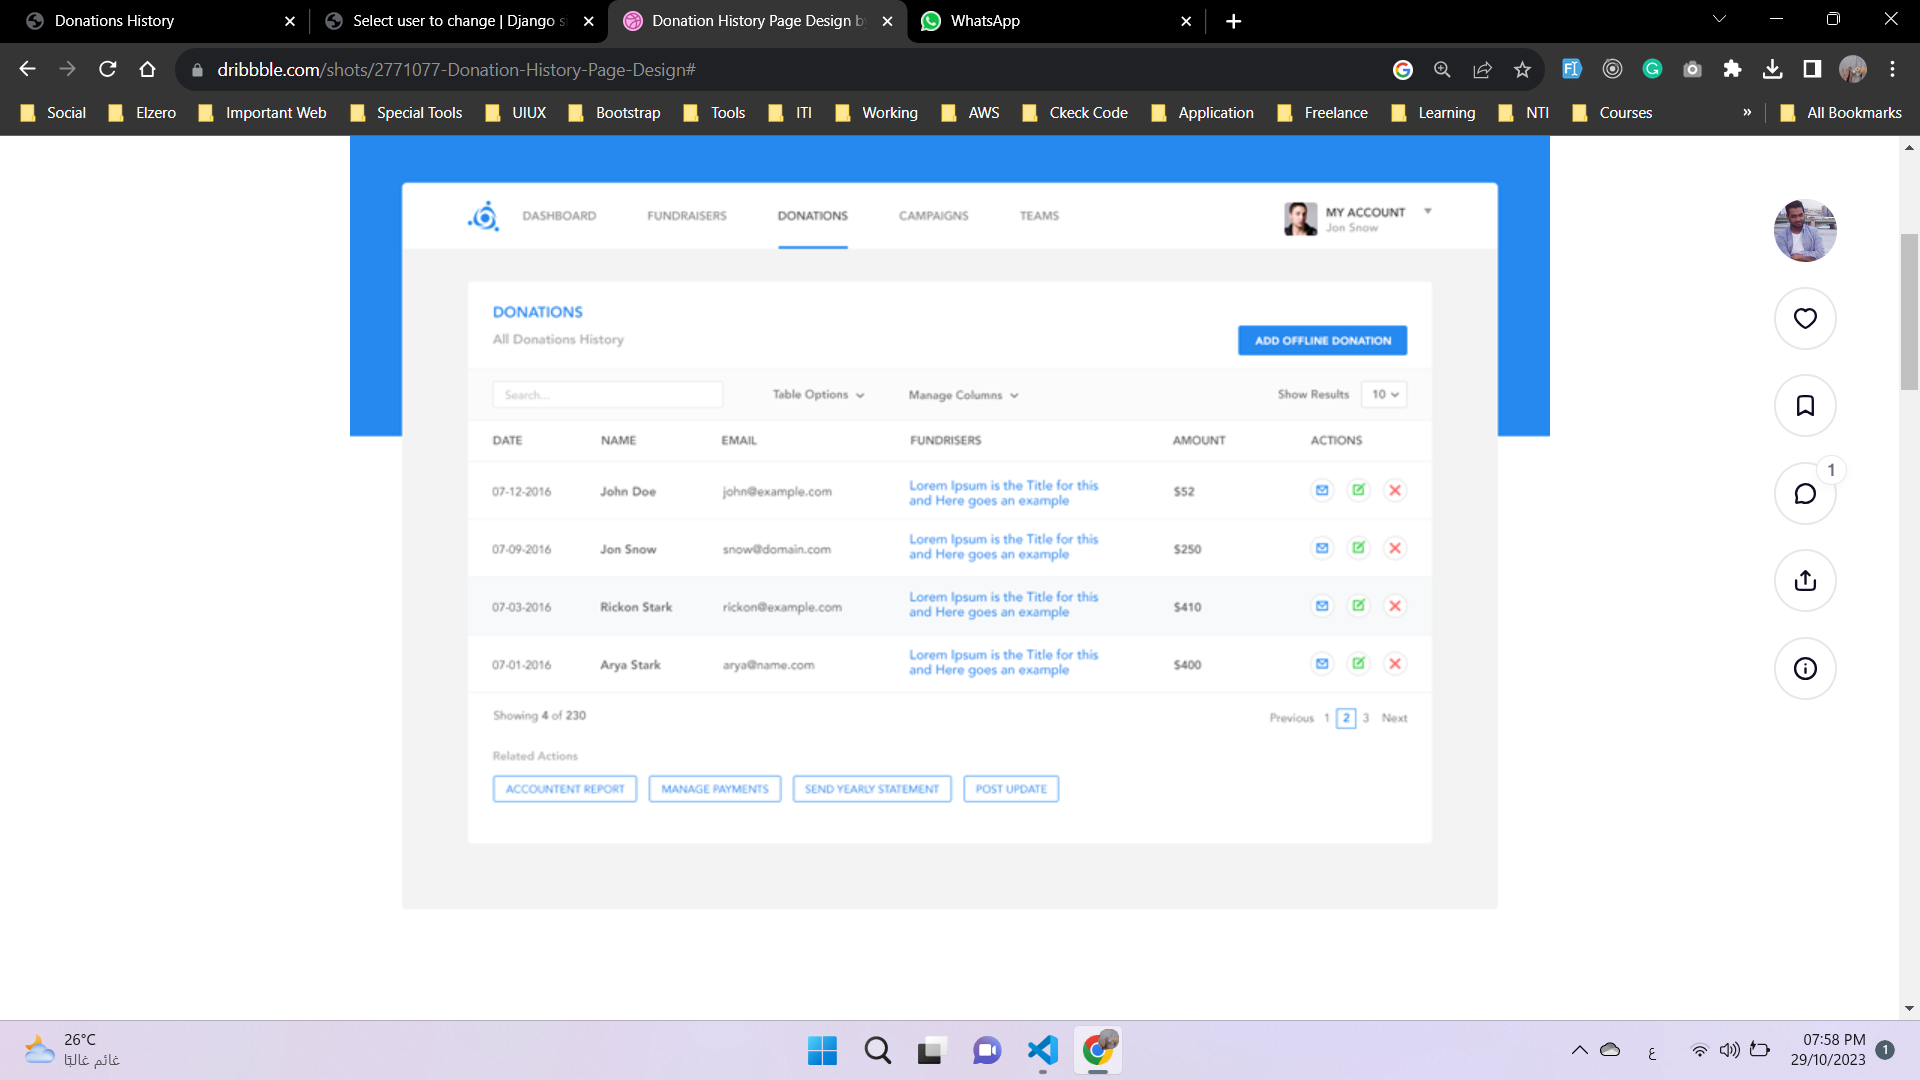 Donations History
Select user to change | Django si
Donation History Page Design by
WhatsApp
dribbble.com/shots/2771077-Donation-History-Page-Design#
Social Elzero Important Web Special Tools UIUX Bootstrap Tools ITI Working AWS Ckeck Code Application Freelance Learning NTI Courses » All Bookmarks
DASHBOARD FUNDRAISERS DONATIONS CAMPAIGNS TEAMS
MY ACCOUNT
Jon Snow
DONATIONS
All Donations History
ADD OFFLINE DONATION
Search...
Table Options
Manage Columns
Show Results 10
DATE NAME EMAIL FUNDRISERS AMOUNT ACTIONS
07-12-2016 John Doe john@example.com Lorem Ipsum is the Title for this $52
and Here goes an example
07-09-2016 Jon Snow snow@domain.com Lorem Ipsum is the Title for this $250
and Here goes an example
07-03-2016 Rickon Stark rickon@example.com Lorem Ipsum is the Title for this $410
and Here goes an example
07-01-2016 Arya Stark arya@name.com Lorem Ipsum is the Title for this $400
and Here goes an example
Showing 4 of 230
Previous 1 2 3 Next
Related Actions
ACCOUNTENT REPORT MANAGE PAYMENTS SEND YEARLY STATEMENT POST UPDATE
1
26°C
غائم غالبًا
ع
07:58 PM
29/10/2023
1